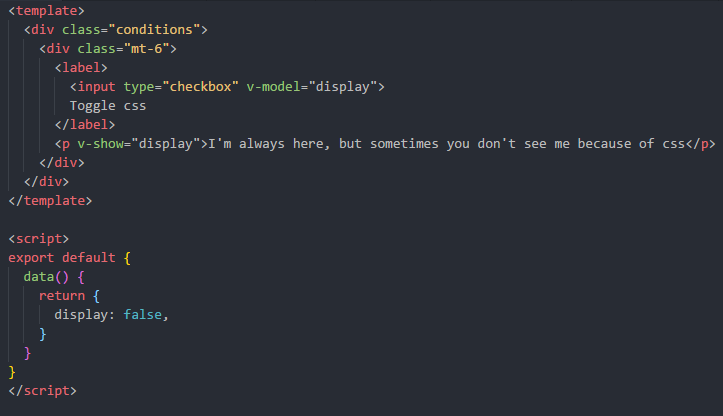 <template>
  <div class="conditions">
    <div class="mt-6">
      <label>
        <input type="checkbox" v-model="display">
        Toggle css
      </label>
      <p v-show="display">I'm always here, but sometimes you don't see me because of css</p>
    </div>
  </div>
</template>

<script>
export default {
  data() {
    return {
      display: false,
    }
  }
}
</script>